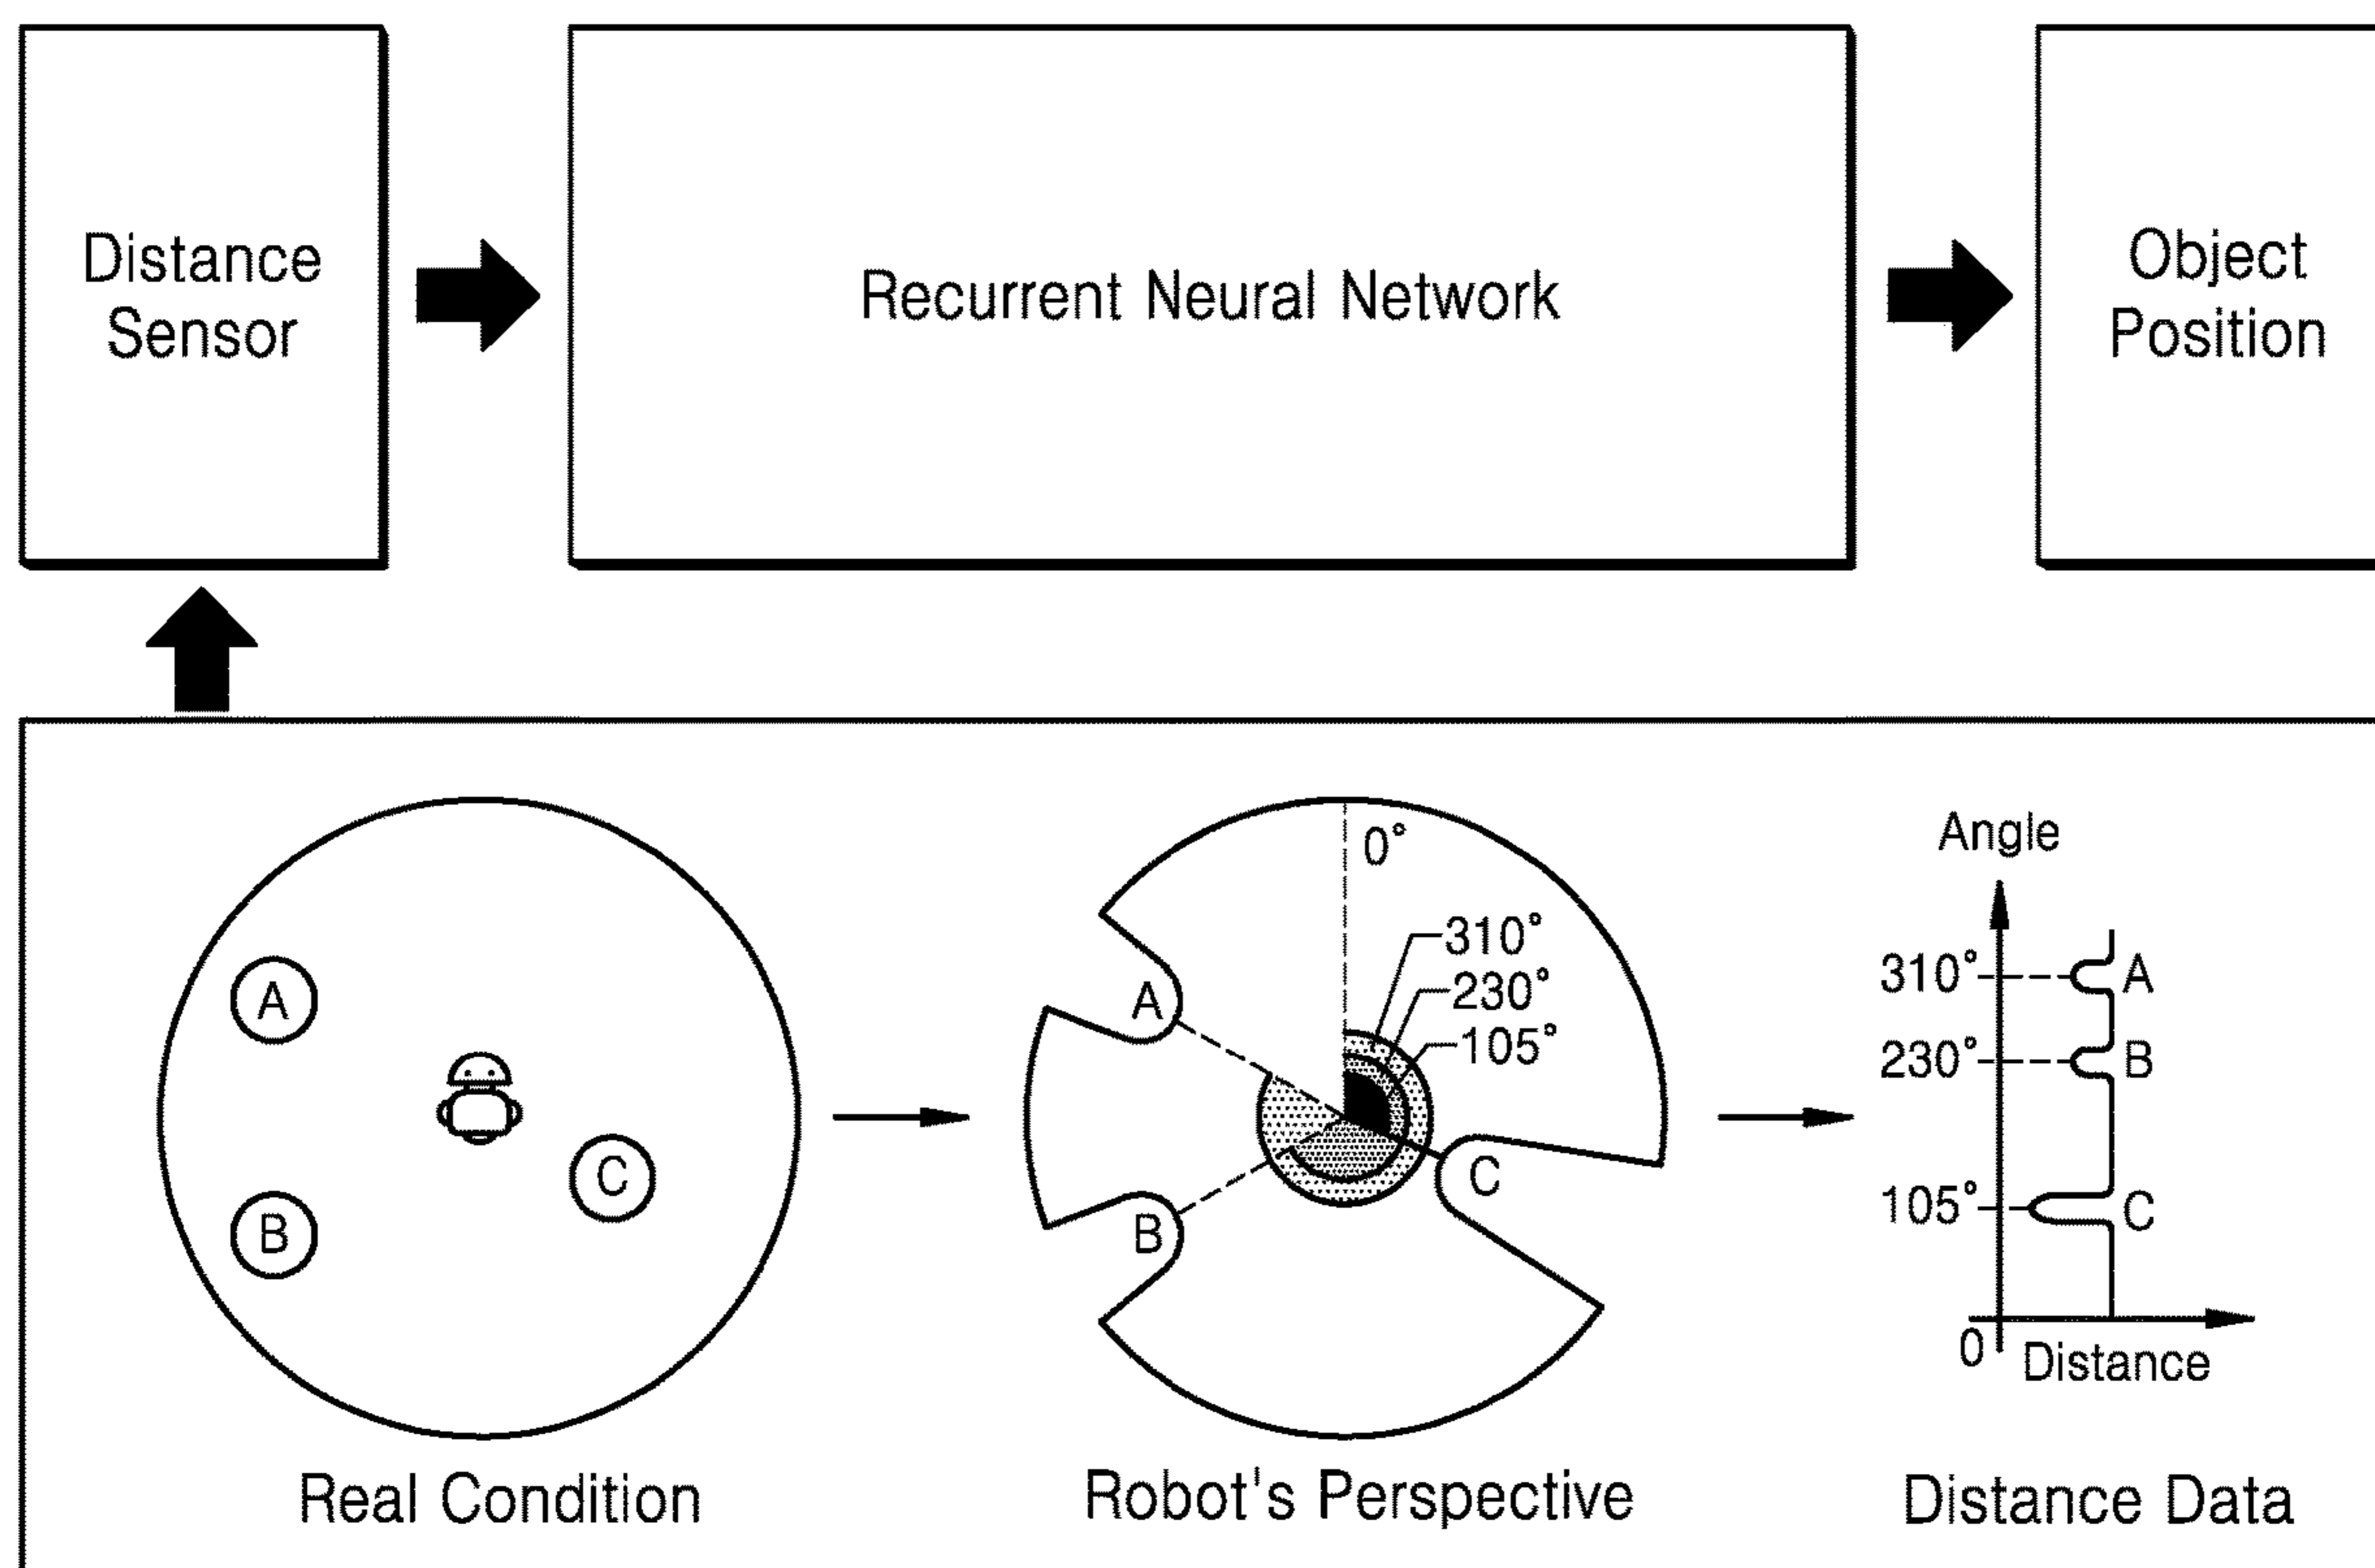 Distance
Sensor
Recurrent Neural Network
Object
Position
A
B
C
Real Condition
0°
310°
230°
105°
A
B
C
Robot's Perspective
Angle
310°
A
230°
B
105°
C
0
Distance
Distance Data